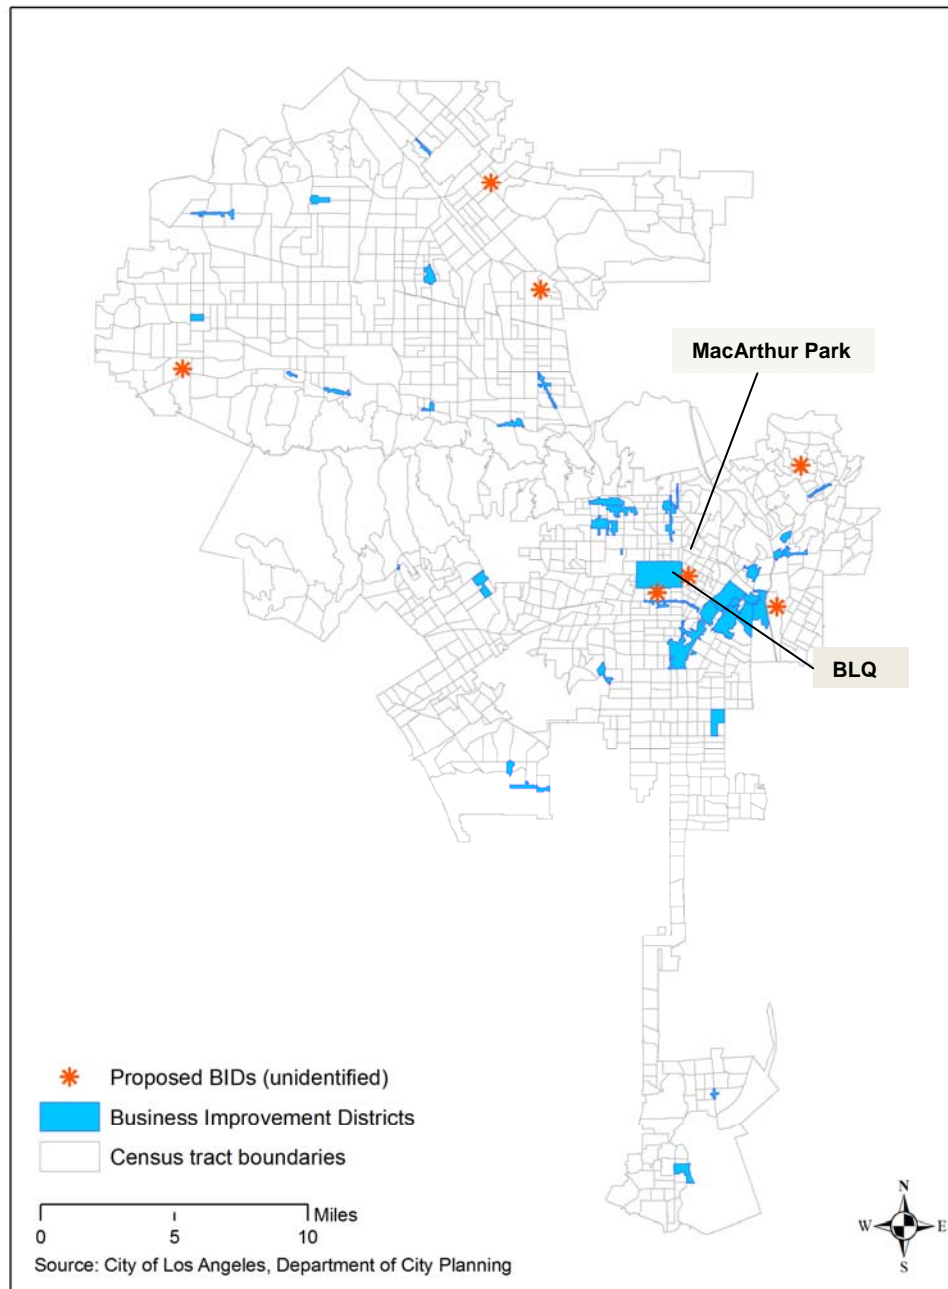 MacArthur Park
BLQ
Proposed BIDs (unidentified)
Business Improvement Districts
Census tract boundaries
Miles
0 5 10
Source: City of Los Angeles, Department of City Planning
N
W E
S